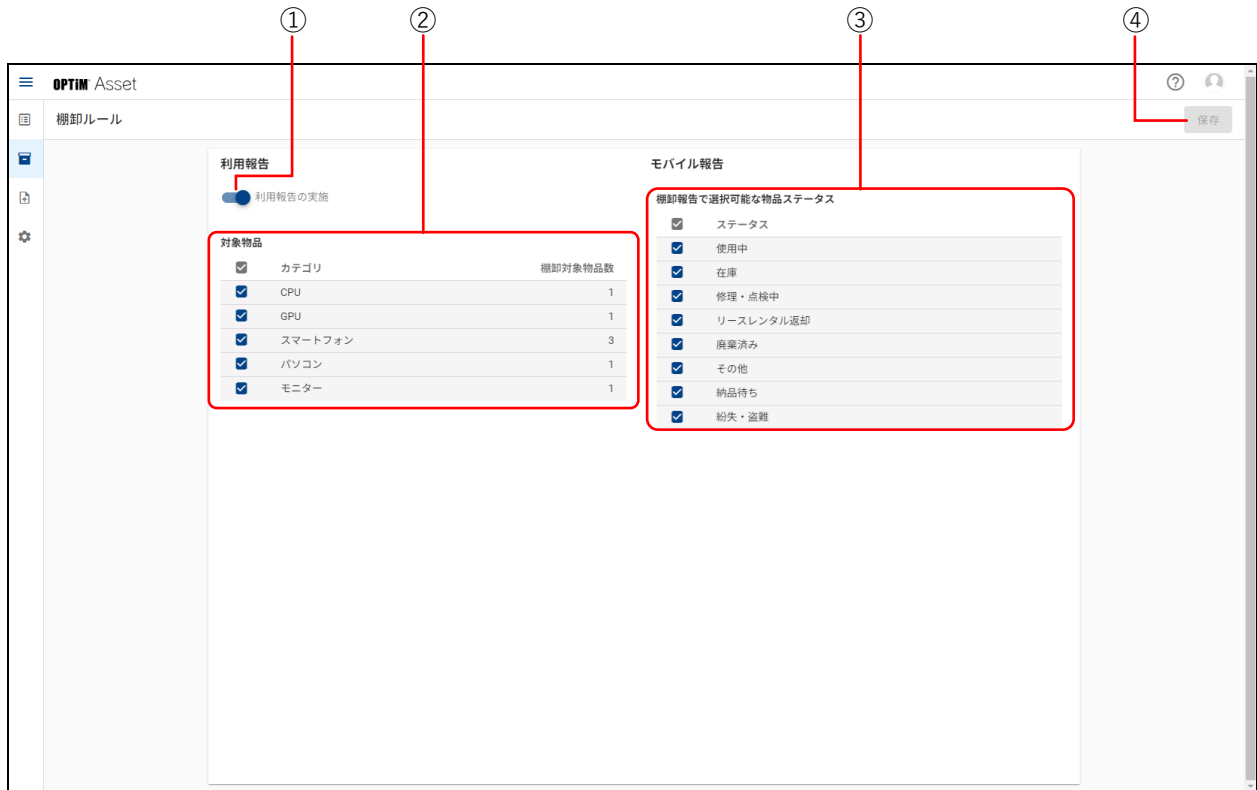 ① ② ③ ④
OPTiM Asset
棚卸ルール
保存
利用報告
利用報告の実施
対象物品
カテゴリ 棚卸対象物品数
CPU 1
GPU 1
スマートフォン 3
パソコン 1
モニター 1
モバイル報告
棚卸報告で選択可能な物品ステータス
ステータス
使用中
在庫
修理・点検中
リースレンタル返却
廃棄済み
その他
納品待ち
紛失・盗難